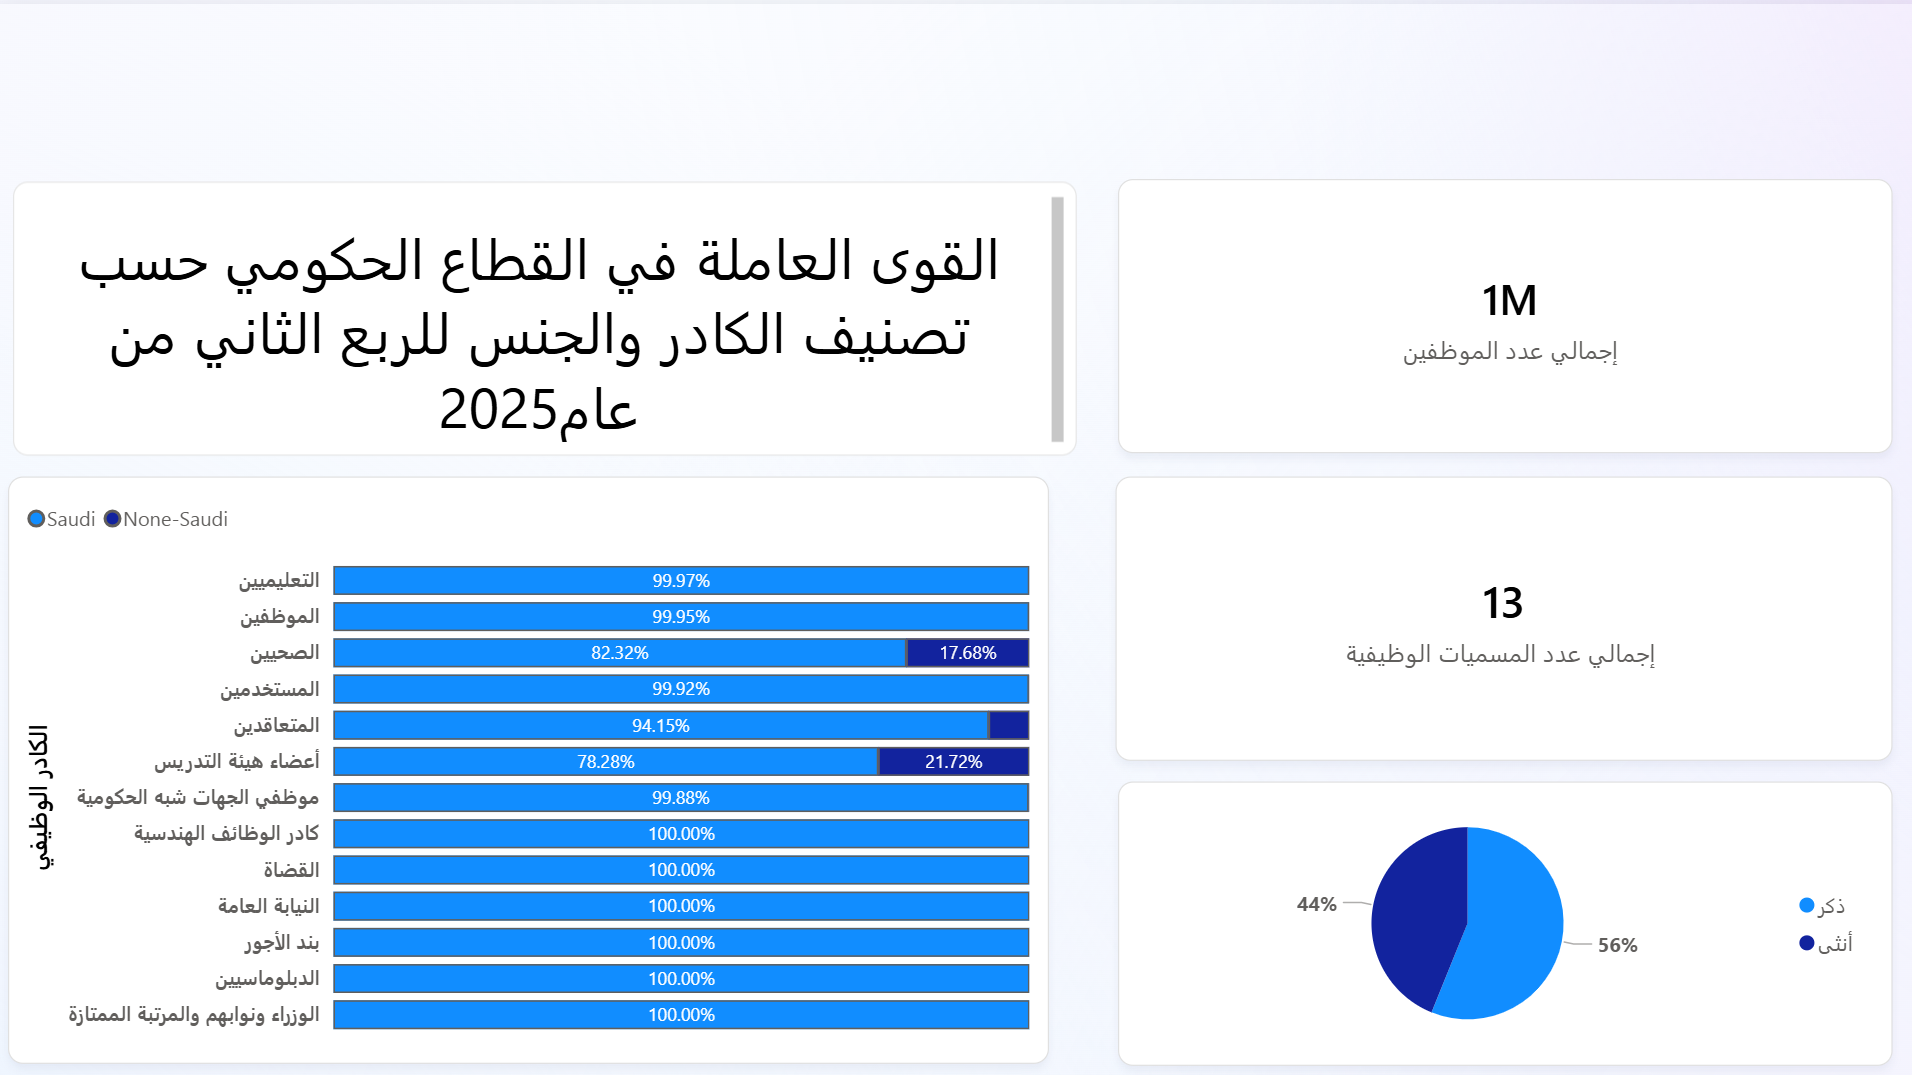 القوى العاملة في القطاع الحكومي حسب
تصنيف الكادر والجنس للربع الثاني من
عام2025
1M
إجمالي عدد الموظفين
Saudi None-Saudi
الكادر الوظيفي
التعليميين 99.97%
الموظفين 99.95%
الصحيين 82.32% 17.68%
المستخدمين 99.92%
المتعاقدين 94.15%
أعضاء هيئة التدريس 78.28% 21.72%
موظفي الجهات شبه الحكومية 99.88%
كادر الوظائف الهندسية 100.00%
القضاة 100.00%
النيابة العامة 100.00%
بند الأجور 100.00%
الدبلوماسيين 100.00%
الوزراء ونوابهم والمرتبة الممتازة 100.00%
13
إجمالي عدد المسميات الوظيفية
44%
56%
ذكر
أنثى